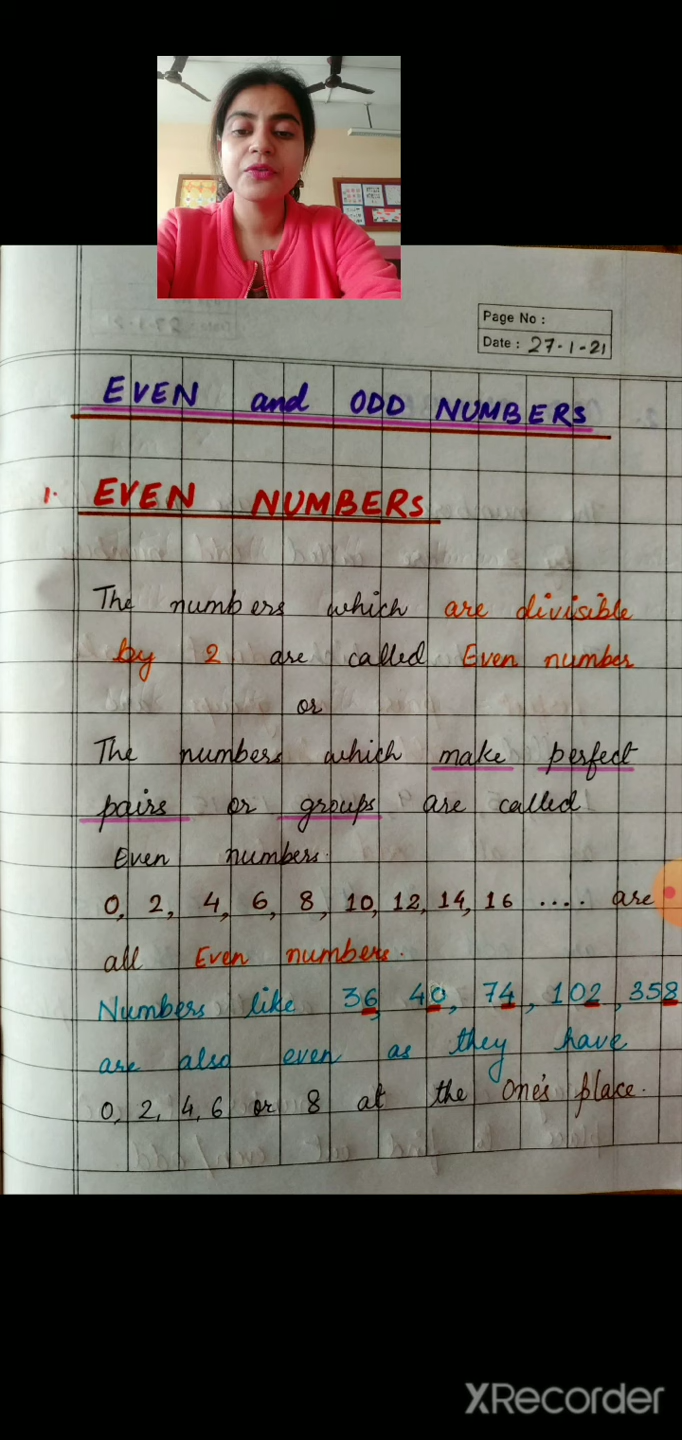 Page No :
Date : 27.1.21
EVEN and ODD NUMBERS
1. EVEN NUMBERS
The numbers which are divisible
by 2 are called Even number
or
The numbers which make perfect
pairs or groups are called
Even numbers.
0, 2, 4, 6, 8, 10, 12, 14, 16 .... are
all Even numbers.
Numbers like 36, 40, 74, 102, 358
are also even as they have
0, 2, 4, 6 or 8 at the One's place.
XRecorder